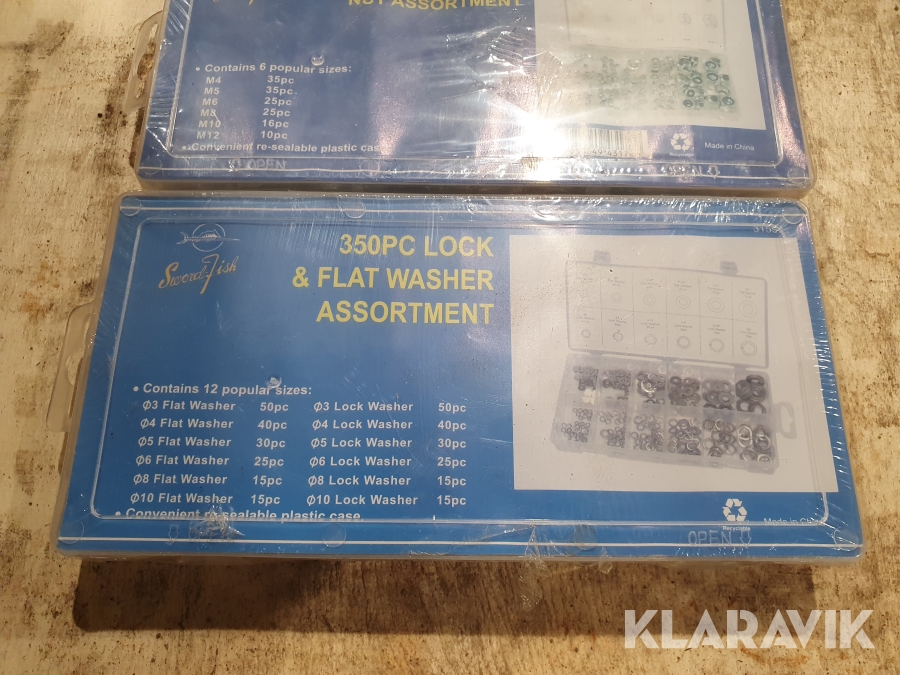 NUT ASSORTMENT
• Contains 6 popular sizes:
M4 35pc
M5 35pc
M6 25pc
M8 25pc
M10 16pc
M12 10pc
• Convenient re-sealable plastic case
OPEN
Made in China
SwordFish
350PC LOCK
& FLAT WASHER
ASSORTMENT
• Contains 12 popular sizes:
Φ3 Flat Washer 50pc Φ3 Lock Washer 50pc
Φ4 Flat Washer 40pc Φ4 Lock Washer 40pc
Φ5 Flat Washer 30pc Φ5 Lock Washer 30pc
Φ6 Flat Washer 25pc Φ6 Lock Washer 25pc
Φ8 Flat Washer 15pc Φ8 Lock Washer 15pc
Φ10 Flat Washer 15pc Φ10 Lock Washer 15pc
• Convenient re-sealable plastic case
Recyclable
Made in China
OPEN
KLARAVIK